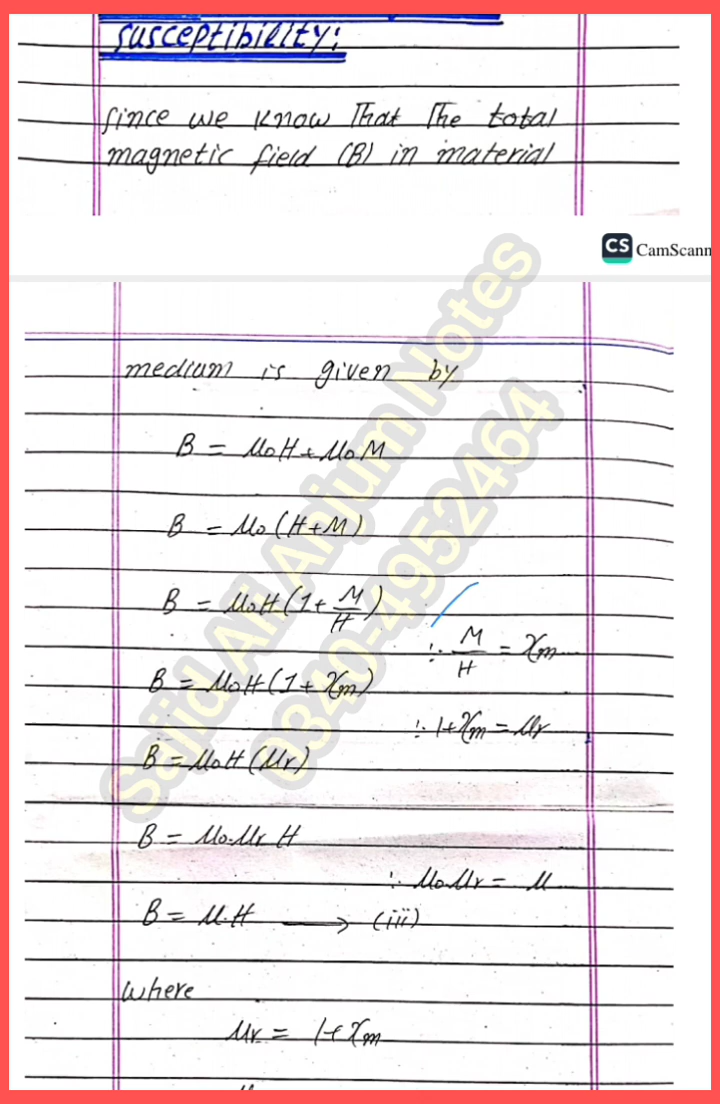 susceptibility:
Since we know That The total
magnetic field (B) in material
CS CamScann
medium is given by
B = μ₀H + μ₀M
B = μ₀(H+M)
B = μ₀H(1+ M/H)
∴ M/H = χm
B = μ₀H(1+χm)
∴ 1+χm = μr
B = μ₀H(μr)
B = μ₀.μr H
∴ μ₀μr = μ
B = μ.H ⟶ (iii)
where
μr = 1+χm
Sajid Ali Anjum Notes
0340-4952464